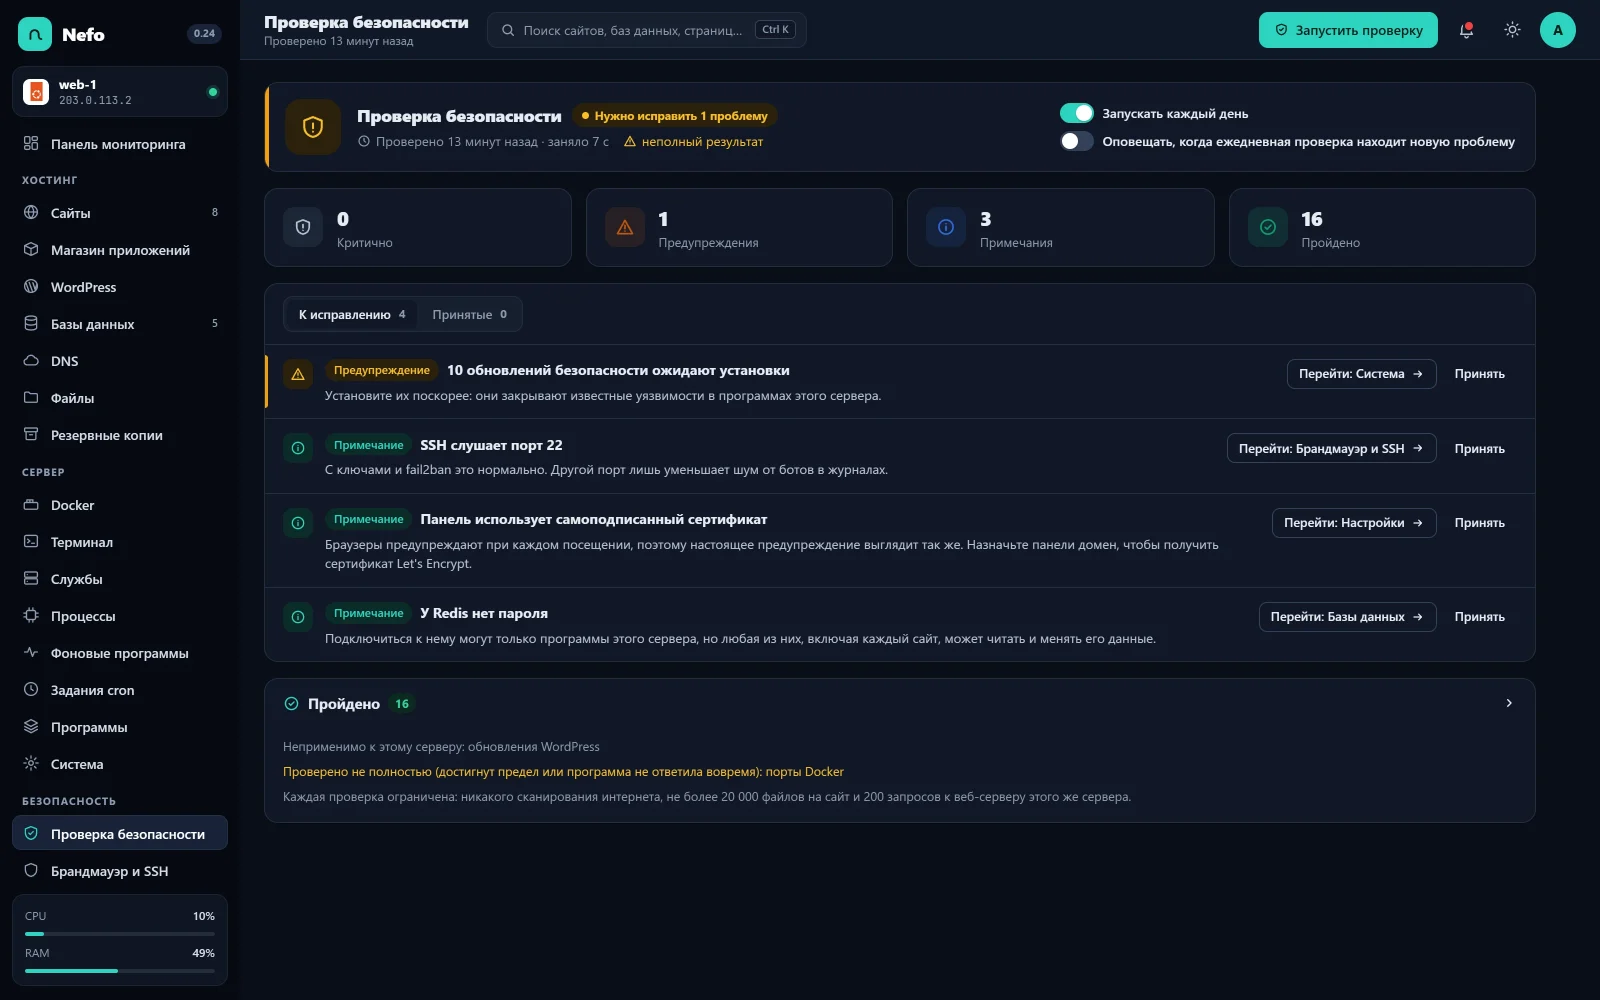 Nefo
0.24
web-1
203.0.113.2
Панель мониторинга
ХОСТИНГ
Сайты 8
Магазин приложений
WordPress
Базы данных 5
DNS
Файлы
Резервные копии
СЕРВЕР
Docker
Терминал
Службы
Процессы
Фоновые программы
Задания cron
Программы
Система
БЕЗОПАСНОСТЬ
Проверка безопасности
Брандмауэр и SSH
CPU 10%
RAM 49%
Проверка безопасности
Проверено 13 минут назад
Поиск сайтов, баз данных, страниц... Ctrl K
Запустить проверку
A
Проверка безопасности Нужно исправить 1 проблему
Проверено 13 минут назад · заняло 7 с неполный результат
Запускать каждый день
Оповещать, когда ежедневная проверка находит новую проблему
0
Критично
1
Предупреждения
3
Примечания
16
Пройдено
К исправлению 4 Принятые 0
Предупреждение 10 обновлений безопасности ожидают установки
Установите их поскорее: они закрывают известные уязвимости в программах этого сервера.
Перейти: Система → Принять
Примечание SSH слушает порт 22
С ключами и fail2ban это нормально. Другой порт лишь уменьшает шум от ботов в журналах.
Перейти: Брандмауэр и SSH → Принять
Примечание Панель использует самоподписанный сертификат
Браузеры предупреждают при каждом посещении, поэтому настоящее предупреждение выглядит так же. Назначьте панели домен, чтобы получить
сертификат Let's Encrypt.
Перейти: Настройки → Принять
Примечание У Redis нет пароля
Подключиться к нему могут только программы этого сервера, но любая из них, включая каждый сайт, может читать и менять его данные.
Перейти: Базы данных → Принять
Пройдено 16
Неприменимо к этому серверу: обновления WordPress
Проверено не полностью (достигнут предел или программа не ответила вовремя): порты Docker
Каждая проверка ограничена: никакого сканирования интернета, не более 20 000 файлов на сайт и 200 запросов к веб-серверу этого же сервера.